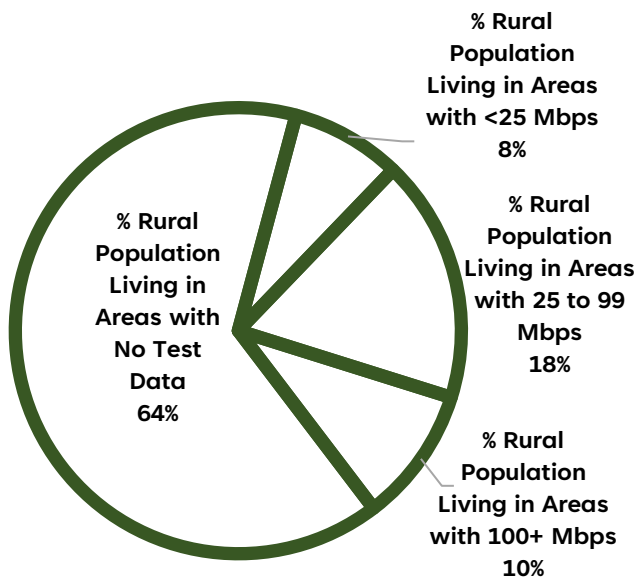 % Rural
Population
Living in Areas
with <25 Mbps
8%
% Rural
Population
Living in Areas
with 25 to 99
Mbps
18%
% Rural
Population
Living in Areas
with 100+ Mbps
10%
% Rural
Population
Living in
Areas with
No Test
Data
64%